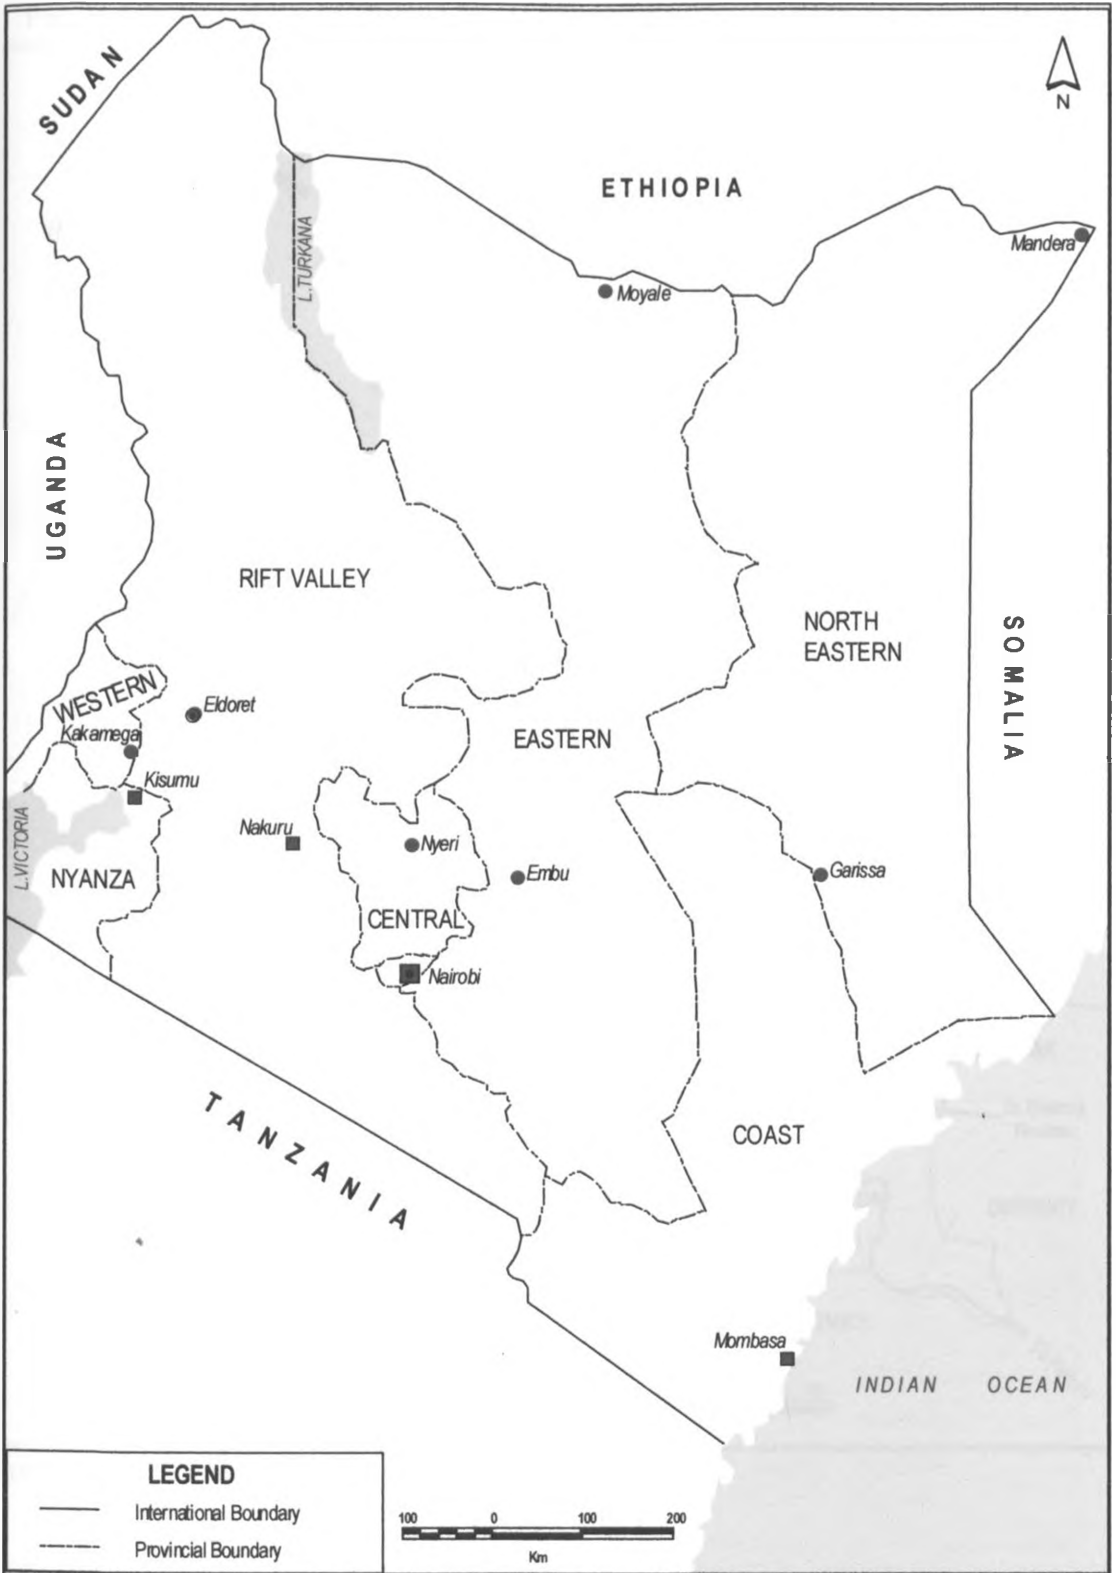 SUDAN
N
ETHIOPIA
Mandera
L.TURKANA
Moyale
UGANDA
RIFT VALLEY
NORTH
EASTERN
SOMALIA
WESTERN
Eldoret
Kakamega
EASTERN
Kisumu
L.VICTORIA
Nakuru
Nyeri
NYANZA
Embu
Garissa
CENTRAL
Nairobi
TANZANIA
COAST
Mombasa
INDIAN OCEAN
LEGEND
International Boundary
Provincial Boundary
100 0 100 200
Km